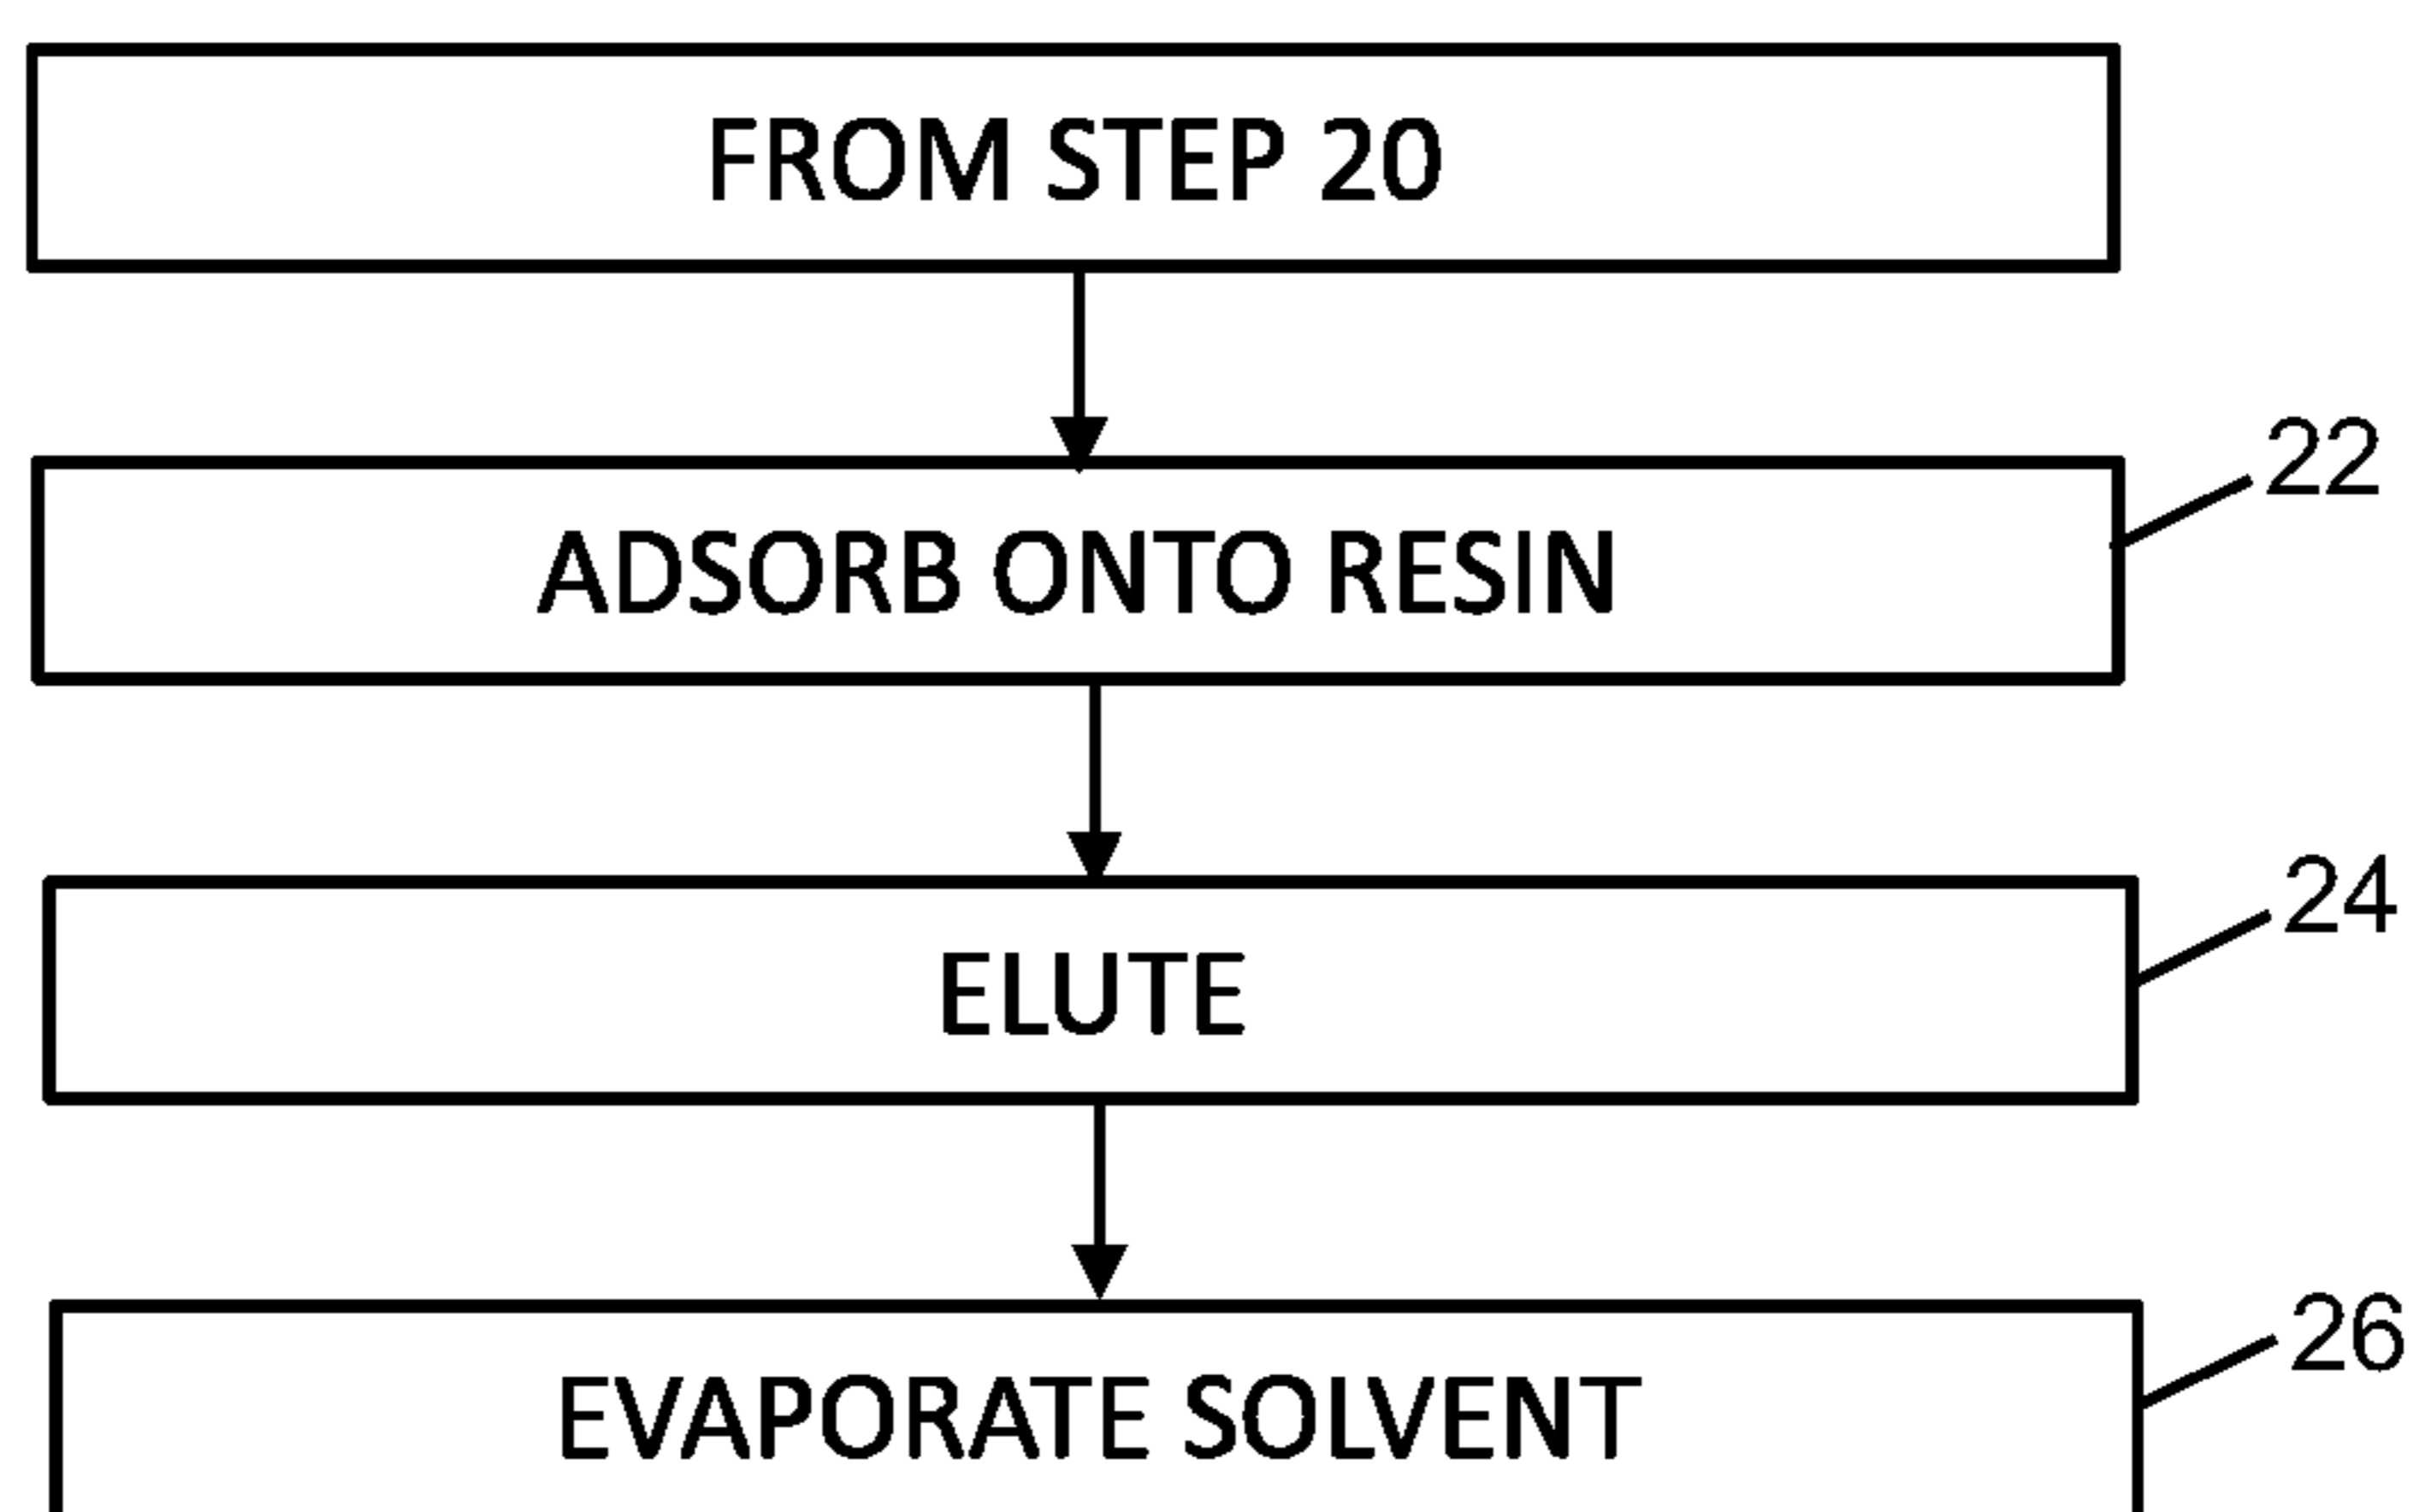 FROM STEP 20
22
ADSORB ONTO RESIN
24
ELUTE
26
EVAPORATE SOLVENT